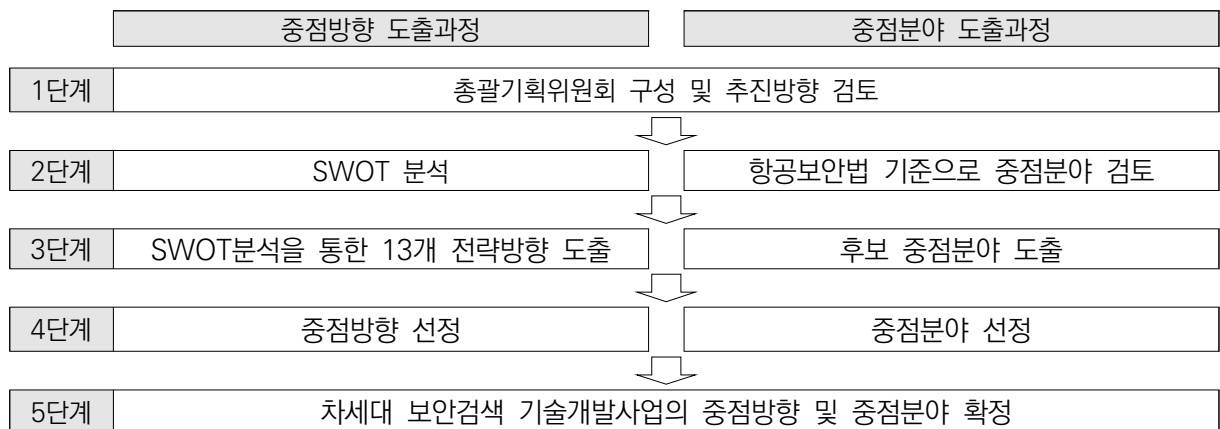 중점방향 도출과정 중점분야 도출과정
1단계 총괄기획위원회 구성 및 추진방향 검토
2단계 SWOT 분석 항공보안법 기준으로 중점분야 검토
3단계 SWOT분석을 통한 13개 전략방향 도출 후보 중점분야 도출
4단계 중점방향 선정 중점분야 선정
5단계 차세대 보안검색 기술개발사업의 중점방향 및 중점분야 확정